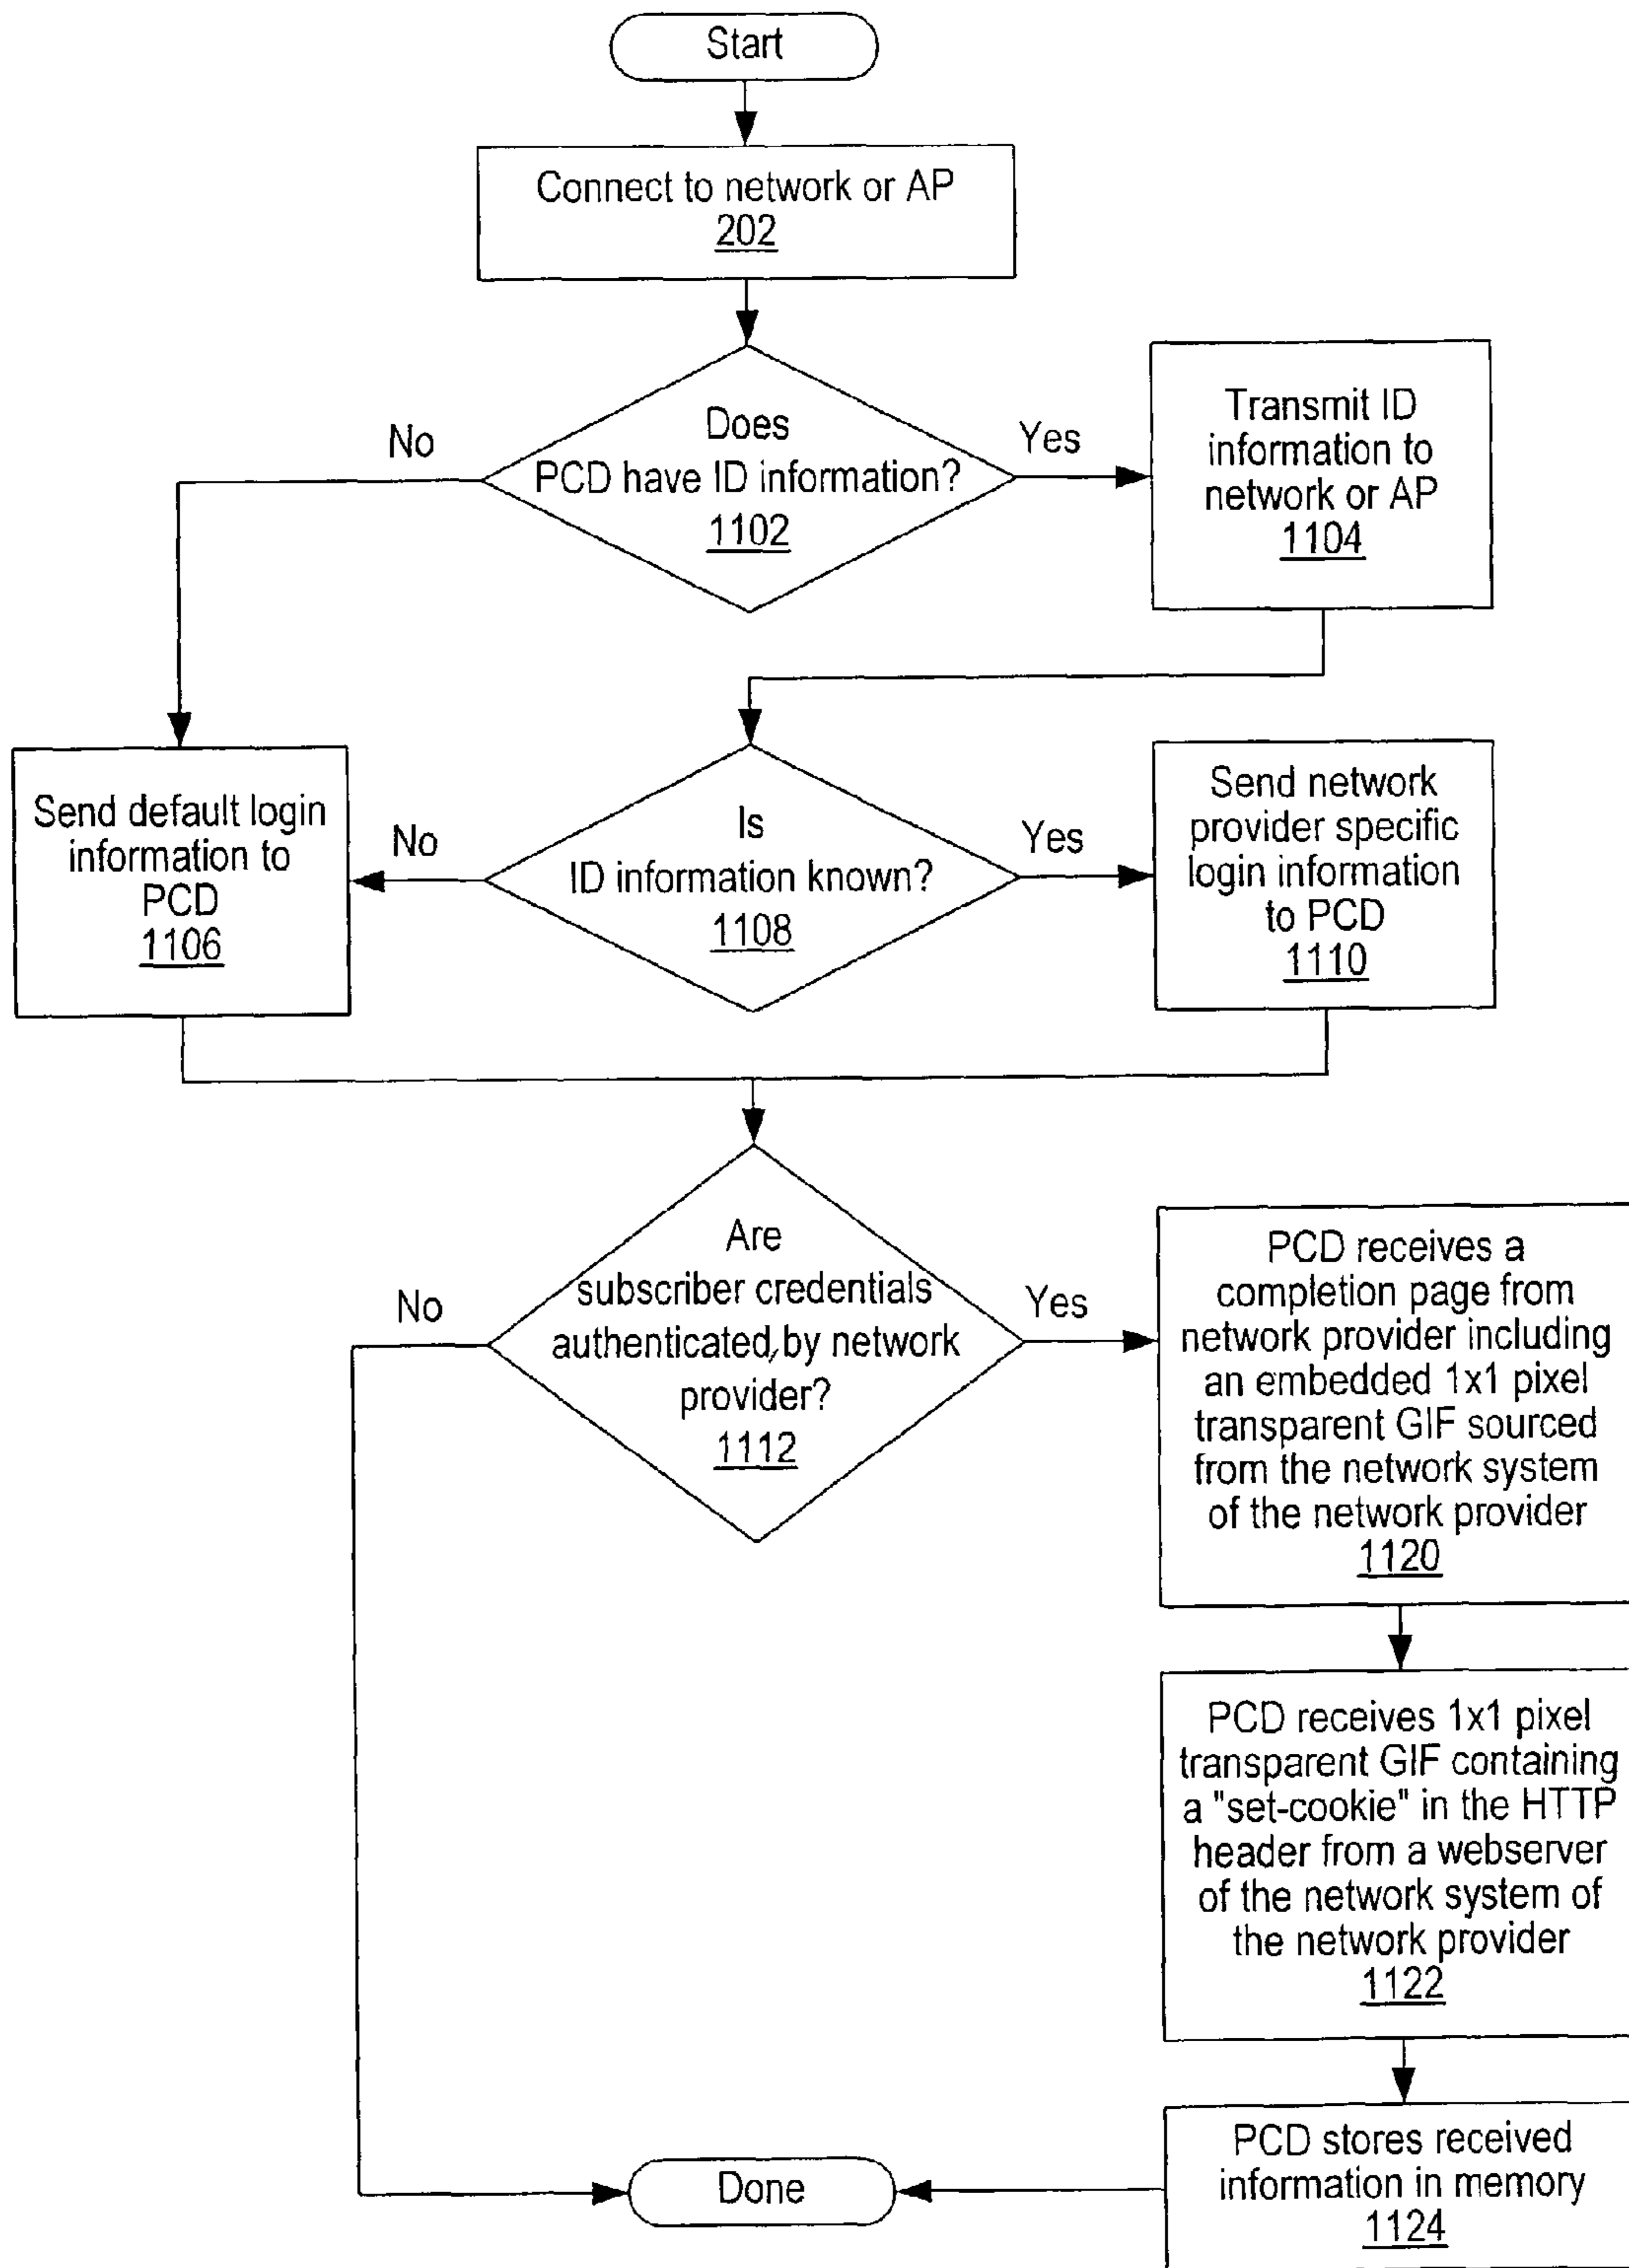 Start
Connect to network or AP
202
Does
PCD have ID information?
1102
No
Yes
Transmit ID
information to
network or AP
1104
Send default login
information to
PCD
1106
No
Is
ID information known?
1108
Yes
Send network
provider specific
login information
to PCD
1110
Are
subscriber credentials
authenticated by network
provider?
1112
No
Yes
PCD receives a
completion page from
network provider including
an embedded 1x1 pixel
transparent GIF sourced
from the network system
of the network provider
1120
PCD receives 1x1 pixel
transparent GIF containing
a "set-cookie" in the HTTP
header from a webserver
of the network system of
the network provider
1122
PCD stores received
information in memory
1124
Done